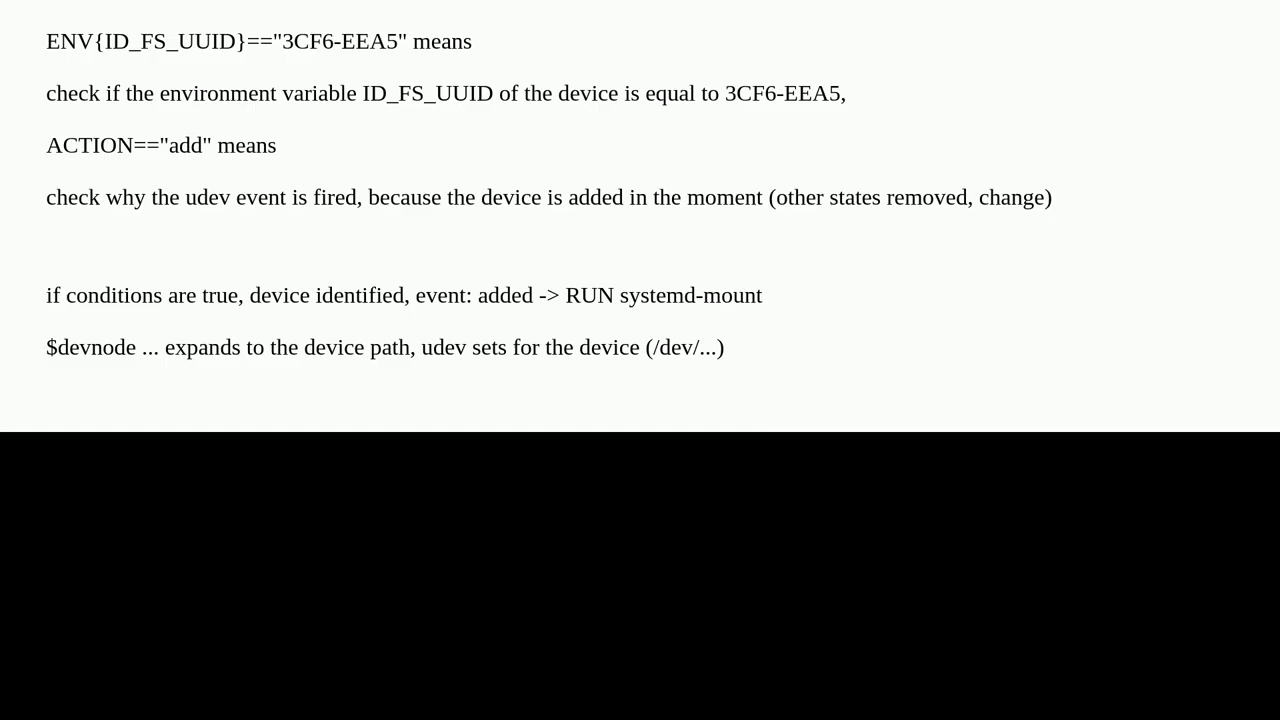 ENV{ID_FS_UUID}=="3CF6-EEA5" means
check if the environment variable ID_FS_UUID of the device is equal to 3CF6-EEA5,
ACTION=="add" means
check why the udev event is fired, because the device is added in the moment (other states removed, change)
if conditions are true, device identified, event: added -> RUN systemd-mount
$devnode ... expands to the device path, udev sets for the device (/dev/...)